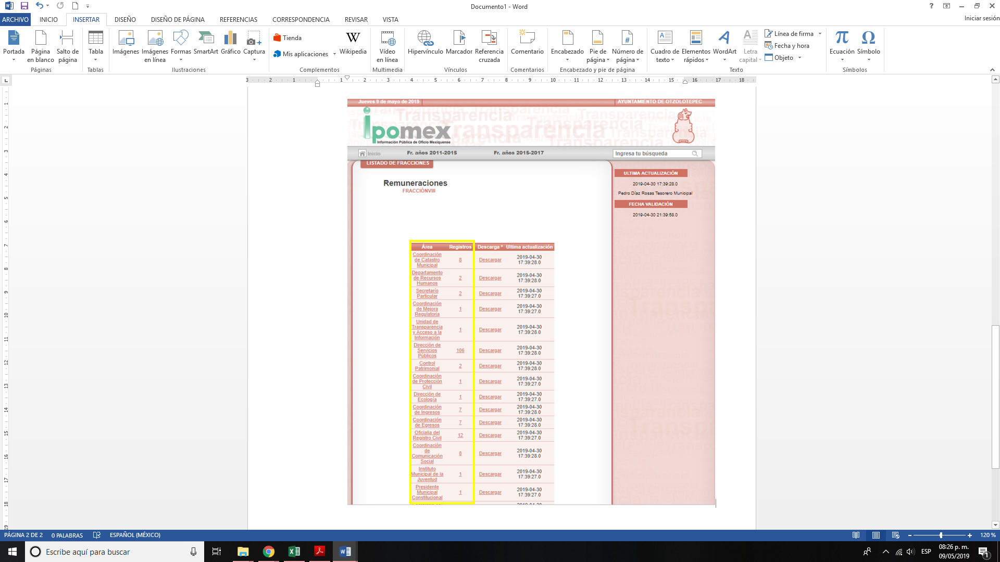 Documento1 - Word
ARCHIVO INICIO INSERTAR DISEÑO DISEÑO DE PÁGINA REFERENCIAS CORRESPONDENCIA REVISAR VISTA
Iniciar sesión
Portada
Página en blanco
Salto de página
Páginas
Tabla
Tablas
Imágenes
Imágenes en línea
Formas
SmartArt
Gráfico
Captura
Ilustraciones
Tienda
Mis aplicaciones
Wikipedia
Complementos
Vídeo en línea
Multimedia
Hipervínculo
Marcador
Referencia cruzada
Vínculos
Comentario
Comentarios
Encabezado
Pie de página
Número de página
Encabezado y pie de página
Cuadro de texto
Elementos rápidos
WordArt
Letra capital
Línea de firma
Fecha y hora
Objeto
Texto
Ecuación
Símbolo
Símbolos
3 2 1 1 2 3 4 5 6 7 8 9 10 11 12 13 14 15 16 17 18
Jueves 9 de mayo de 2019
AYUNTAMIENTO DE OTZOLOTEPEC
Transparencia
ipomex
Información Pública de Oficio Mexiquense
Inicio
Fr. años 2011-2015
Fr. años 2015-2017
Ingresa tu búsqueda
LISTADO DE FRACCIONES
Remuneraciones
FRACCIÓNVIII
ULTIMA ACTUALIZACIÓN
2019-04-30 17:39:28.0
Pedro Díaz Rosas Tesorero Municipal
FECHA VALIDACIÓN
2019-04-30 21:39:58.0
Área Registros Descarga * Ultima actualización
Coordinación de Catastro Municipal 8 Descargar 2019-04-30 17:39:28.0
Departamento de Recursos Humanos 2 Descargar 2019-04-30 17:39:28.0
Secretarío Particular 2 Descargar 2019-04-30 17:39:27.0
Coordinación de Mejora Regulatoria 1 Descargar 2019-04-30 17:39:27.0
Unidad de Transparencia y Acceso a la Información 1 Descargar 2019-04-30 17:39:28.0
Dirección de Servicios Públicos 106 Descargar 2019-04-30 17:39:28.0
Control Patrimonial 2 Descargar 2019-04-30 17:39:28.0
Coordinación de Protección Civil 1 Descargar 2019-04-30 17:39:27.0
Dirección de Ecología 1 Descargar 2019-04-30 17:39:27.0
Coordinación de Ingresos 7 Descargar 2019-04-30 17:39:28.0
Coordinación de Egresos 7 Descargar 2019-04-30 17:39:28.0
Oficialia del Registro Civil 12 Descargar 2019-04-30 17:39:27.0
Coordinación de Comunicación Social 8 Descargar 2019-04-30 17:39:28.0
Instituto Municipal de la Juventud 1 Descargar 2019-04-30 17:39:27.0
Presidente Municipal Constitucional 1 Descargar 2019-04-30 17:39:27.0
PÁGINA 2 DE 2 0 PALABRAS ESPAÑOL (MÉXICO)
120 %
Escribe aquí para buscar
ESP
08:26 p. m.
09/05/2019
1